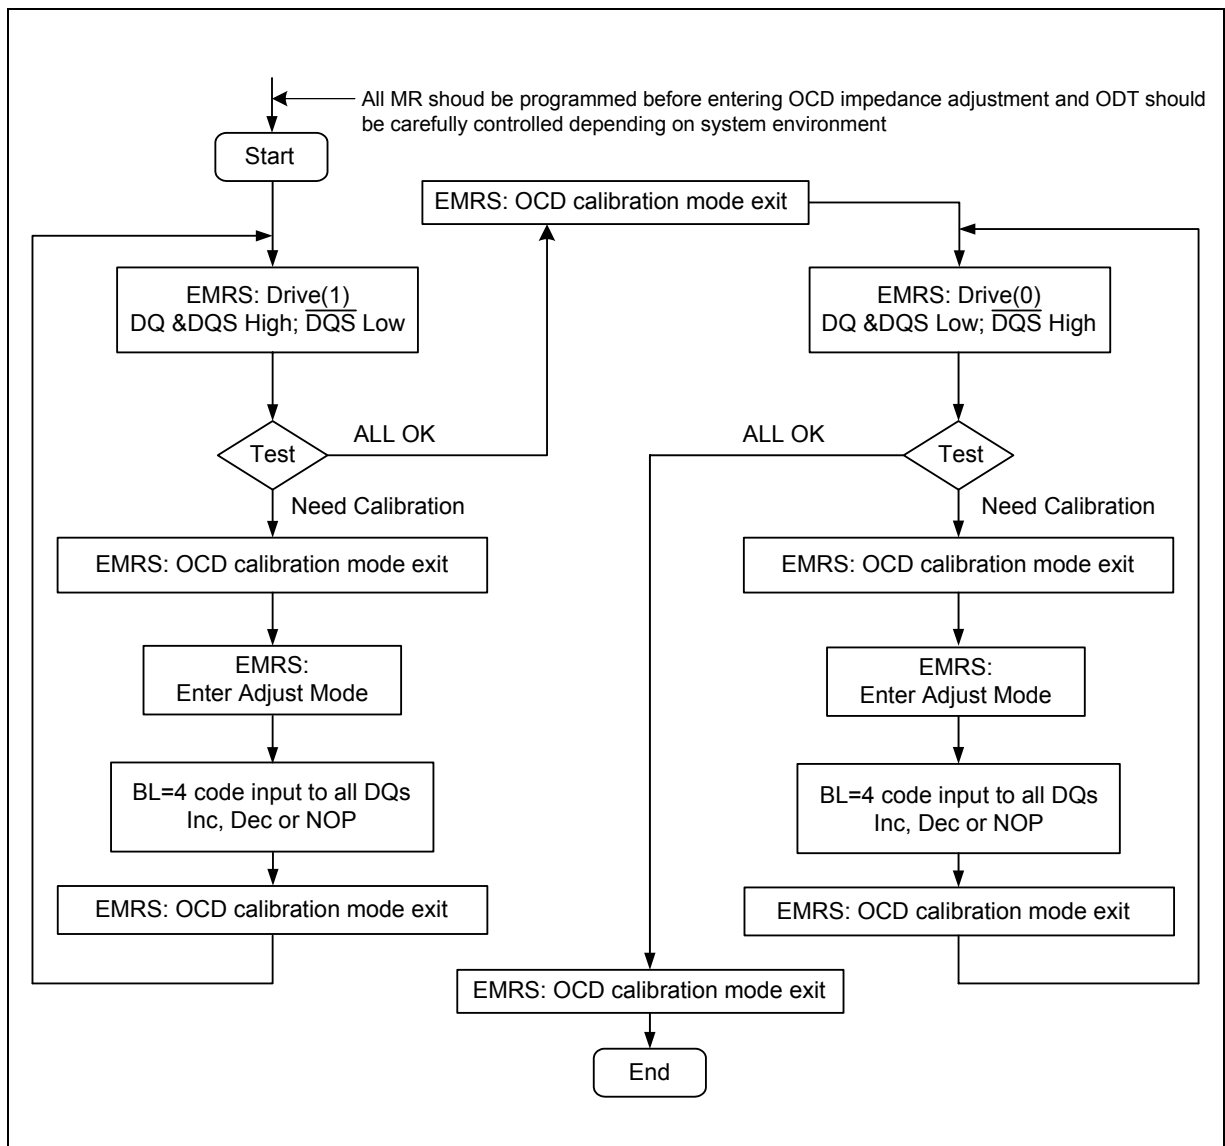 All MR shoud be programmed before entering OCD impedance adjustment and ODT should
be carefully controlled depending on system environment
Start
EMRS: OCD calibration mode exit
EMRS: Drive(1)
DQ &DQS High; D̅Q̅S̅ Low
Test
ALL OK
Need Calibration
EMRS: OCD calibration mode exit
EMRS:
Enter Adjust Mode
BL=4 code input to all DQs
Inc, Dec or NOP
EMRS: OCD calibration mode exit
EMRS: Drive(0)
DQ &DQS Low; D̅Q̅S̅ High
ALL OK
Test
Need Calibration
EMRS: OCD calibration mode exit
EMRS:
Enter Adjust Mode
BL=4 code input to all DQs
Inc, Dec or NOP
EMRS: OCD calibration mode exit
EMRS: OCD calibration mode exit
End